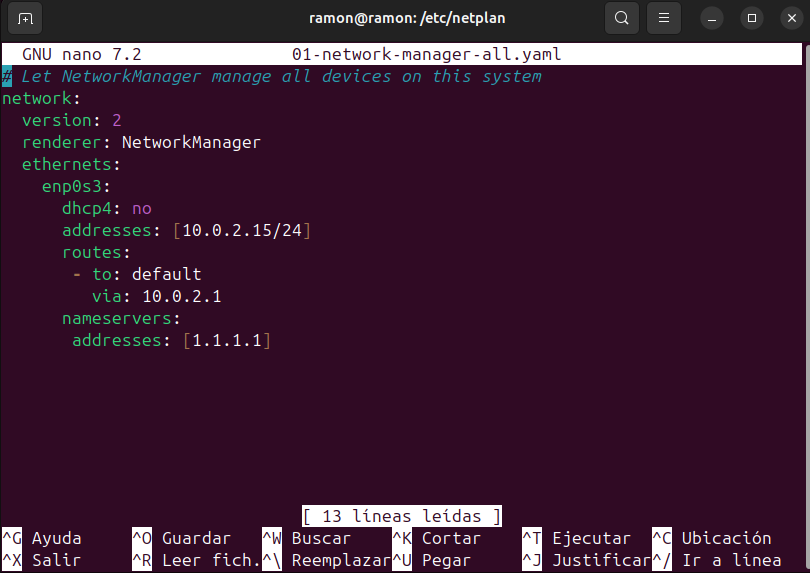 ramon@ramon: /etc/netplan
GNU nano 7.2 01-network-manager-all.yaml
# Let NetworkManager manage all devices on this system
network:
  version: 2
  renderer: NetworkManager
  ethernets:
    enp0s3:
      dhcp4: no
      addresses: [10.0.2.15/24]
      routes:
       - to: default
         via: 10.0.2.1
      nameservers:
       addresses: [1.1.1.1]
[ 13 líneas leídas ]
^G Ayuda ^O Guardar ^W Buscar ^K Cortar ^T Ejecutar ^C Ubicación
^X Salir ^R Leer fich. ^\ Reemplazar ^U Pegar ^J Justificar ^/ Ir a línea